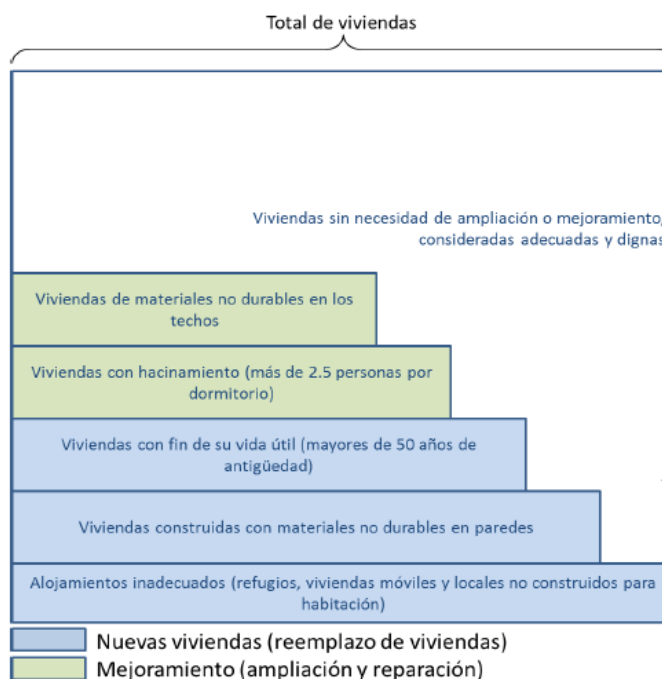 Total de viviendas
Viviendas sin necesidad de ampliación o mejoramiento,
consideradas adecuadas y dignas
Viviendas de materiales no durables en los
techos
Viviendas con hacinamiento (más de 2.5 personas por
dormitorio)
Viviendas con fin de su vida útil (mayores de 50 años de
antigüedad)
Viviendas construidas con materiales no durables en paredes
Alojamientos inadecuados (refugios, viviendas móviles y locales no construidos para
habitación)
Nuevas viviendas (reemplazo de viviendas)
Mejoramiento (ampliación y reparación)